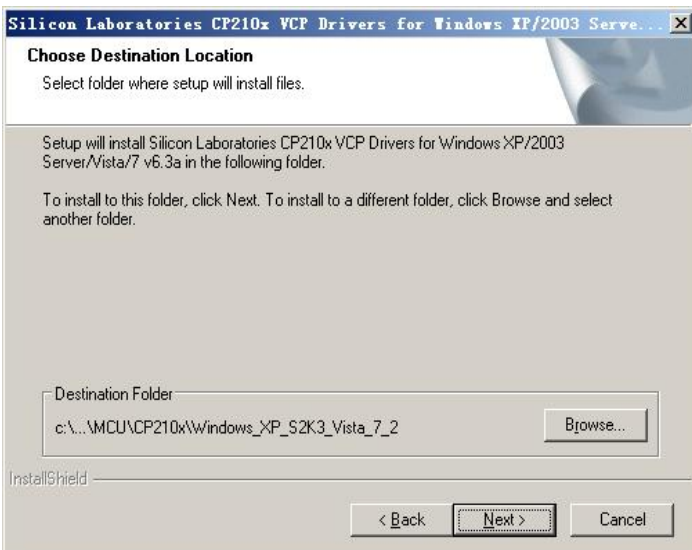 Silicon Laboratories CP210x VCP Drivers for Windows XP/2003 Serve...
Choose Destination Location
Select folder where setup will install files.
Setup will install Silicon Laboratories CP210x VCP Drivers for Windows XP/2003
Server/Vista/7 v6.3a in the following folder.
To install to this folder, click Next. To install to a different folder, click Browse and select
another folder.
Destination Folder
c:\...\MCU\CP210x\Windows_XP_S2K3_Vista_7_2
Browse...
InstallShield
< Back
Next >
Cancel